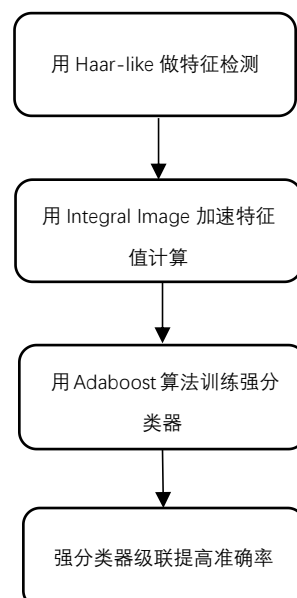 用 Haar-like 做特征检测
用 Integral Image 加速特征
值计算
用 Adaboost 算法训练强分
类器
强分类器级联提高准确率